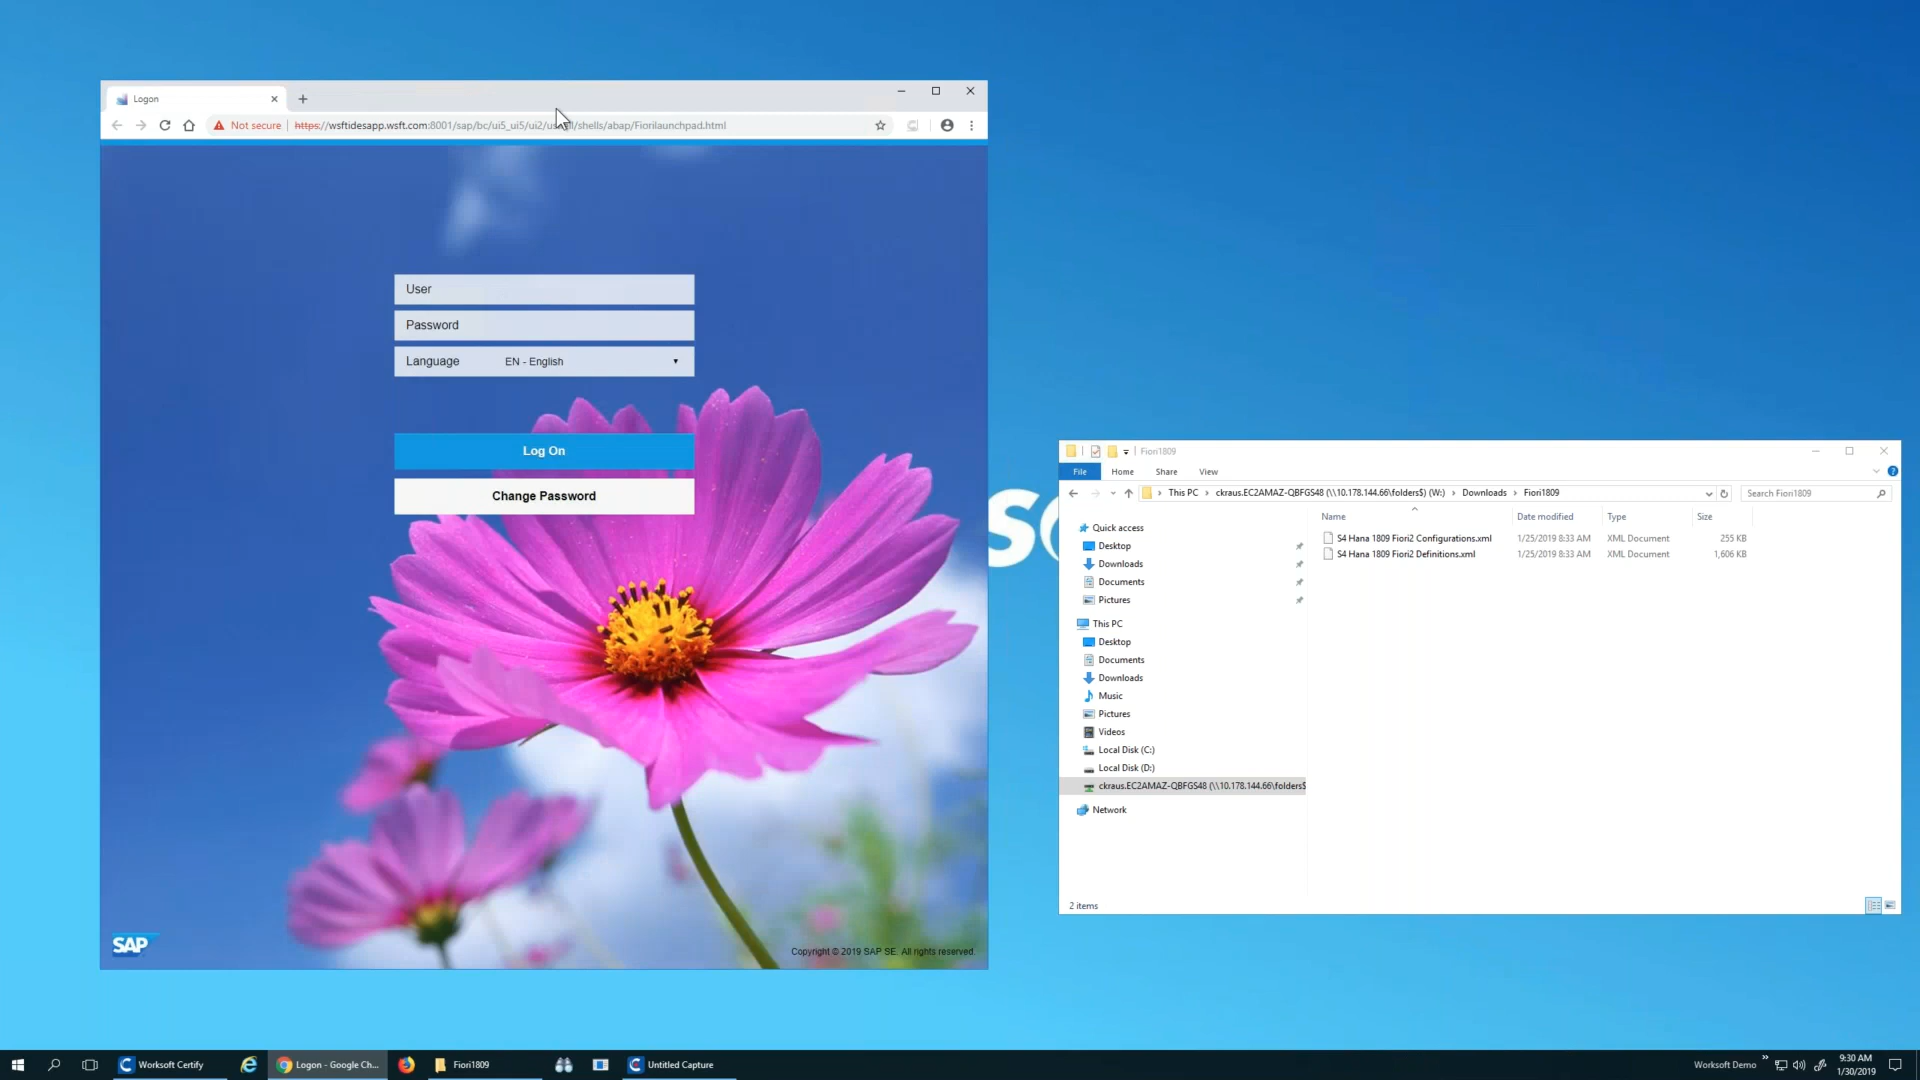 Logon
Not secure
https://wsftidesapp.wsft.com:8001/sap/bc/ui5_ui5/ui2/us /shells/abap/Fiorilaunchpad.html
User
Password
Language EN - English
Log On
Change Password
SAP
Copyright © 2019 SAP SE. All rights reserved.
Fiori1809
File Home Share View
This PC > ckraus.EC2AMAZ-QBFGS48 (\\10.178.144.66\folders$) (W:) > Downloads > Fiori1809
Search Fiori1809
Name Date modified Type Size
S4 Hana 1809 Fiori2 Configurations.xml 1/25/2019 8:33 AM XML Document 255 KB
S4 Hana 1809 Fiori2 Definitions.xml 1/25/2019 8:33 AM XML Document 1,606 KB
Quick access
Desktop
Downloads
Documents
Pictures
This PC
Desktop
Documents
Downloads
Music
Pictures
Videos
Local Disk (C:)
Local Disk (D:)
ckraus.EC2AMAZ-QBFGS48 (\\10.178.144.66\folders$
Network
2 items
Worksoft Certify
Logon - Google Ch...
Fiori1809
Untitled Capture
Worksoft Demo
9:30 AM
1/30/2019